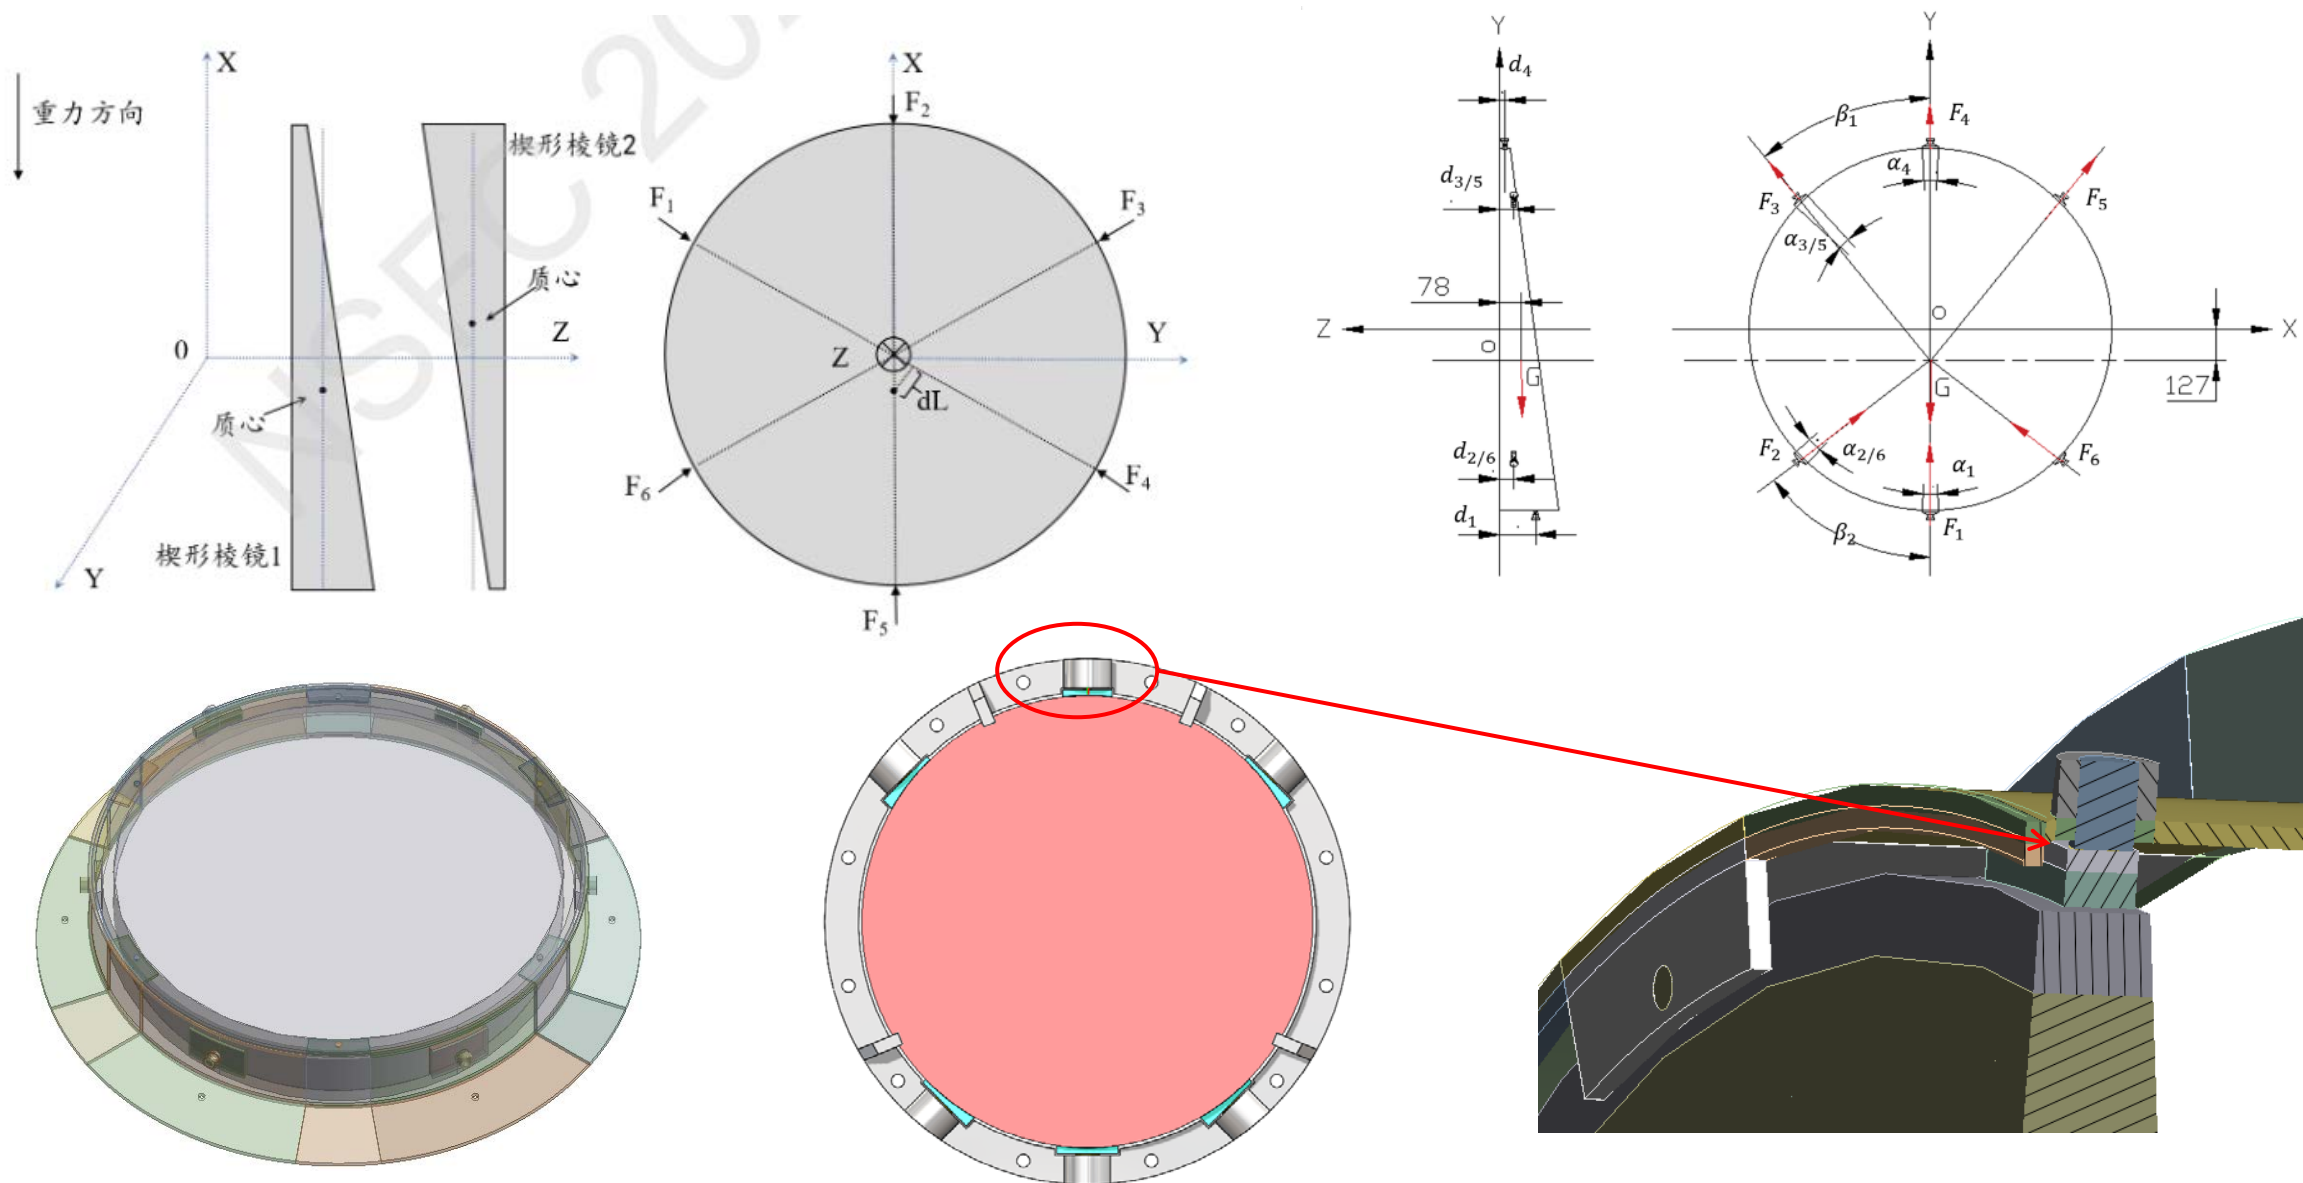 NSFC 20
重力方向
X
楔形棱镜2
质心
0
Z
质心
楔形棱镜1
Y
X
F₂
F₁
F₃
Z
Y
dL
F₆
F₄
F₅
Y
d₄
d₃/₅
78
Z
O
G
d₂/₆
d₁
Y
β₁
F₄
α₄
F₃
F₅
α₃/₅
O
X
G
127
F₂
α₂/₆
α₁
F₆
F₁
β₂